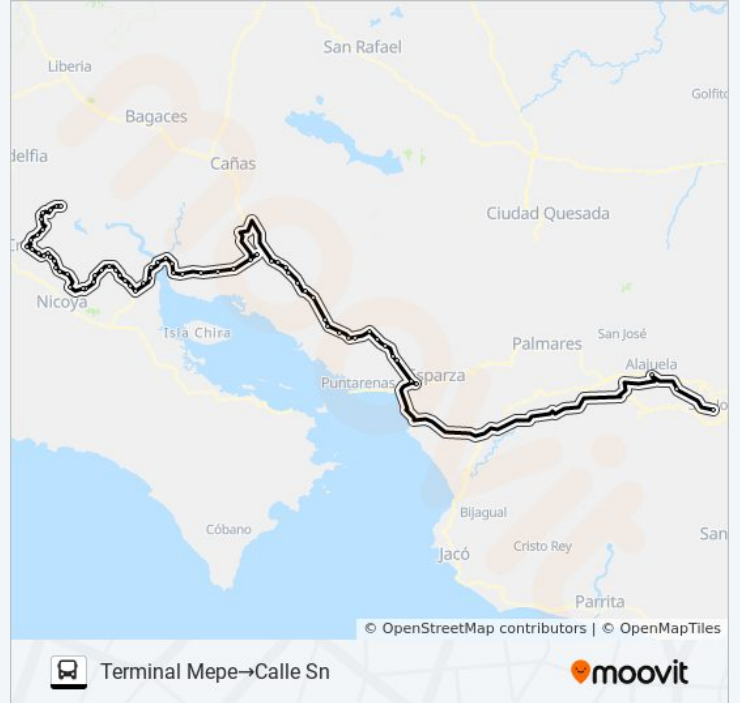 San Rafael
Liberia
Golfito
Bagaces
delfia
Cañas
Ciudad Quesada
Nicoya
Isla Chira
San José
Palmares
Alajuela
Esparza
Puntarenas
Bijagual
Cóbano
San
Cristo Rey
Jacó
Parrita
moovit
© OpenStreetMap contributors | © OpenMapTiles
Terminal Mepe→Calle Sn
moovit